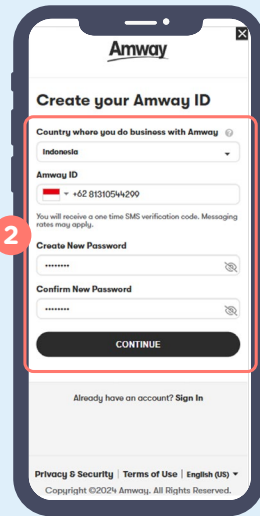 Amway
Create your Amway ID
Country where you do business with Amway
Indonesia
Amway ID
+62 81310544299
You will receive a one time SMS verification code. Messaging
rates may apply.
2
Create New Password
Confirm New Password
CONTINUE
Already have an account? Sign In
Privacy & Security | Terms of Use | English (US)
Copyright ©2024 Amway. All Rights Reserved.